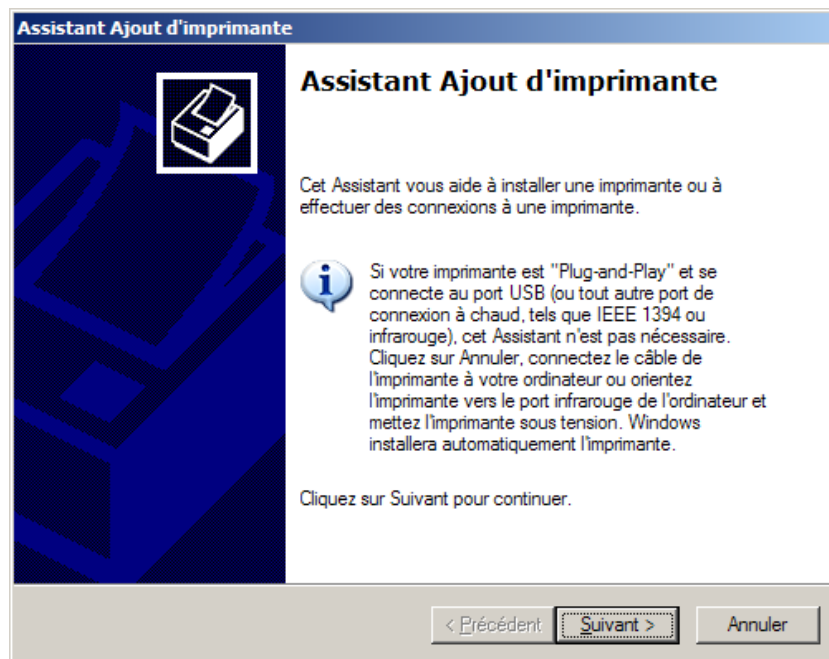 Assistant Ajout d'imprimante
Assistant Ajout d'imprimante
Cet Assistant vous aide à installer une imprimante ou à
effectuer des connexions à une imprimante.
Si votre imprimante est "Plug-and-Play" et se
connecte au port USB (ou tout autre port de
connexion à chaud, tels que IEEE 1394 ou
infrarouge), cet Assistant n'est pas nécessaire.
Cliquez sur Annuler, connectez le câble de
l'imprimante à votre ordinateur ou orientez
l'imprimante vers le port infrarouge de l'ordinateur et
mettez l'imprimante sous tension. Windows
installera automatiquement l'imprimante.
Cliquez sur Suivant pour continuer.
< Précédent Suivant > Annuler